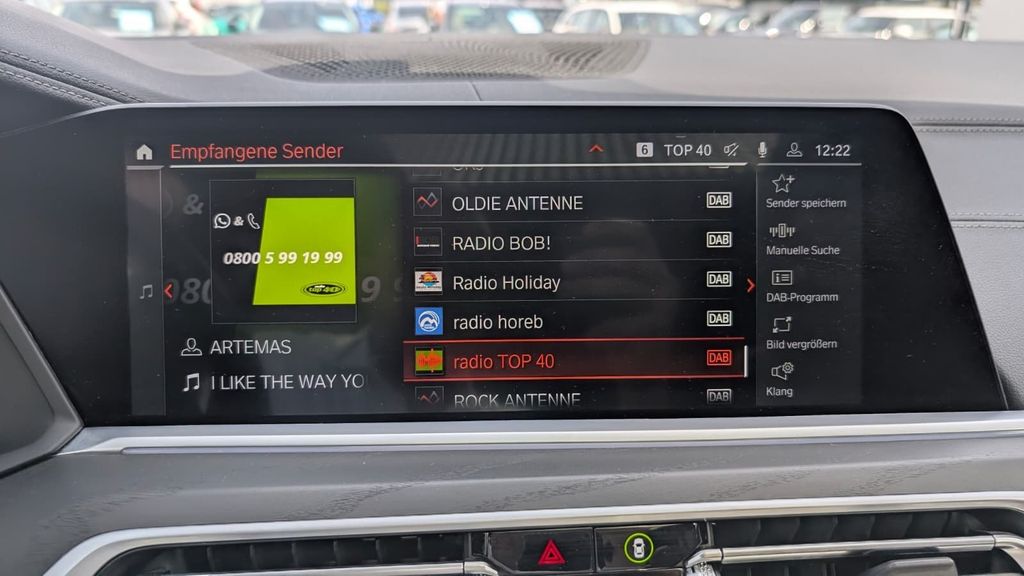 Empfangene Sender
6 TOP 40 12:22
& 
0800 5 99 19 99
TOP 40
ARTEMAS
I LIKE THE WAY YO
OLDIE ANTENNE DAB
RADIO BOB! DAB
Radio Holiday DAB
radio horeb DAB
radio TOP 40 DAB
ROCK ANTENNE DAB
Sender speichern
Manuelle Suche
DAB-Programm
Bild vergrößern
Klang